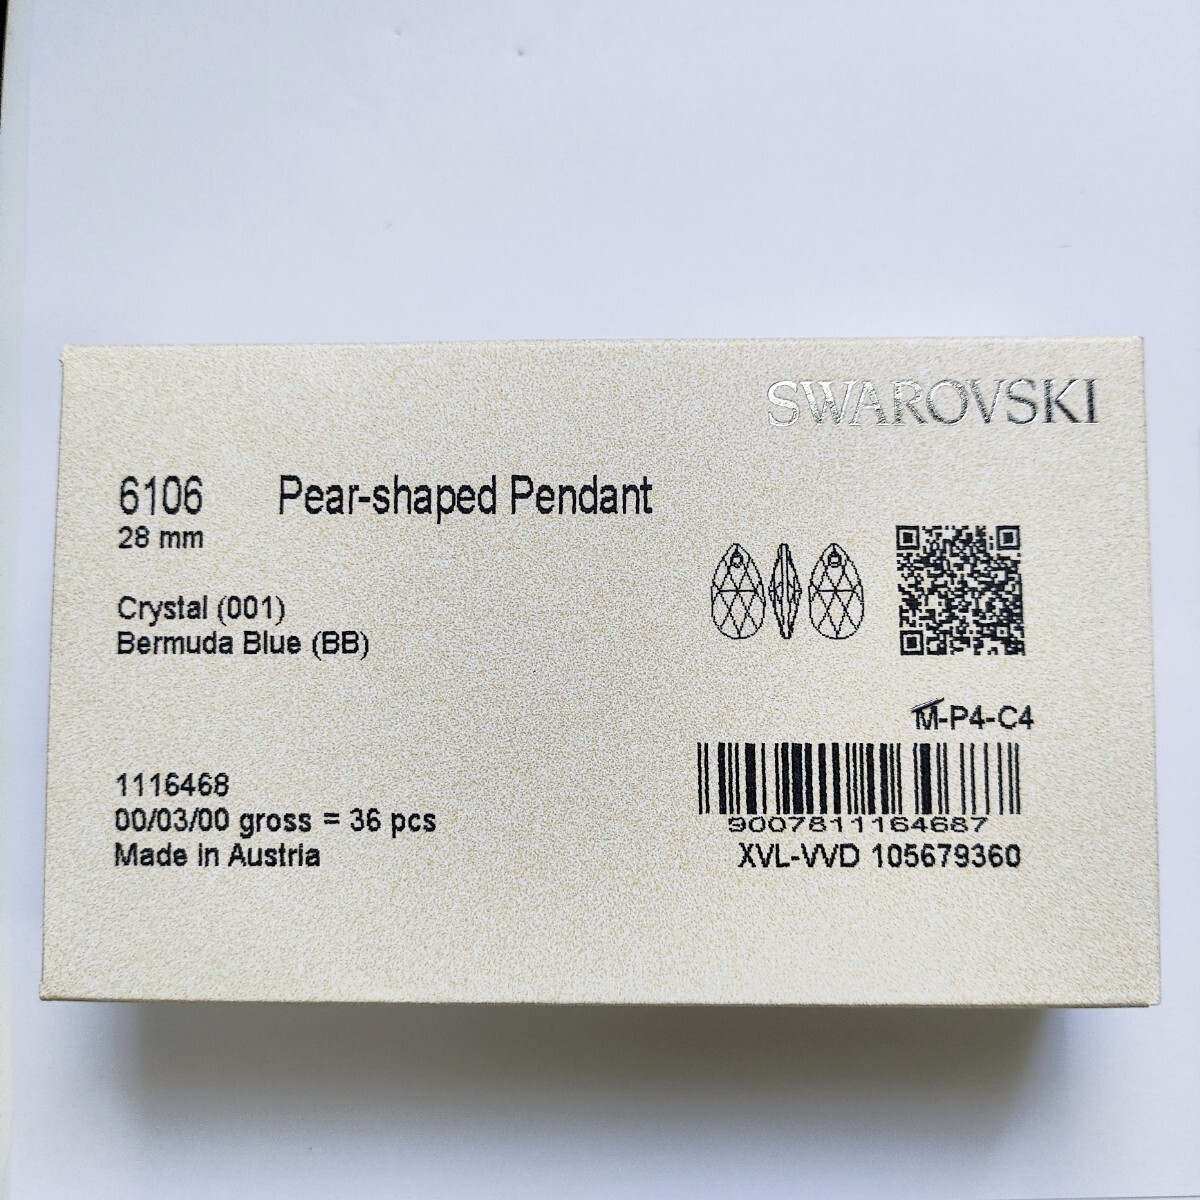 SWAROVSKI
6106 Pear-shaped Pendant
28 mm
Crystal (001)
Bermuda Blue (BB)
M-P4-C4
1116468
00/03/00 gross = 36 pcs
Made in Austria
9007811164687
XVL-VVD 105679360